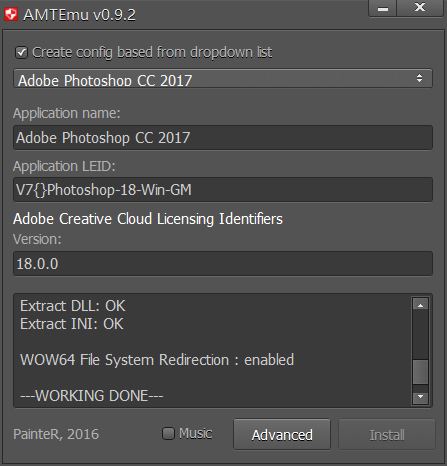 AMTEmu v0.9.2
Create config based from dropdown list
Adobe Photoshop CC 2017
Application name:
Adobe Photoshop CC 2017
Application LEID:
V7{}Photoshop-18-Win-GM
Adobe Creative Cloud Licensing Identifiers
Version:
18.0.0
Extract DLL: OK
Extract INI: OK
WOW64 File System Redirection : enabled
---WORKING DONE---
PainteR, 2016
Music
Advanced
Install